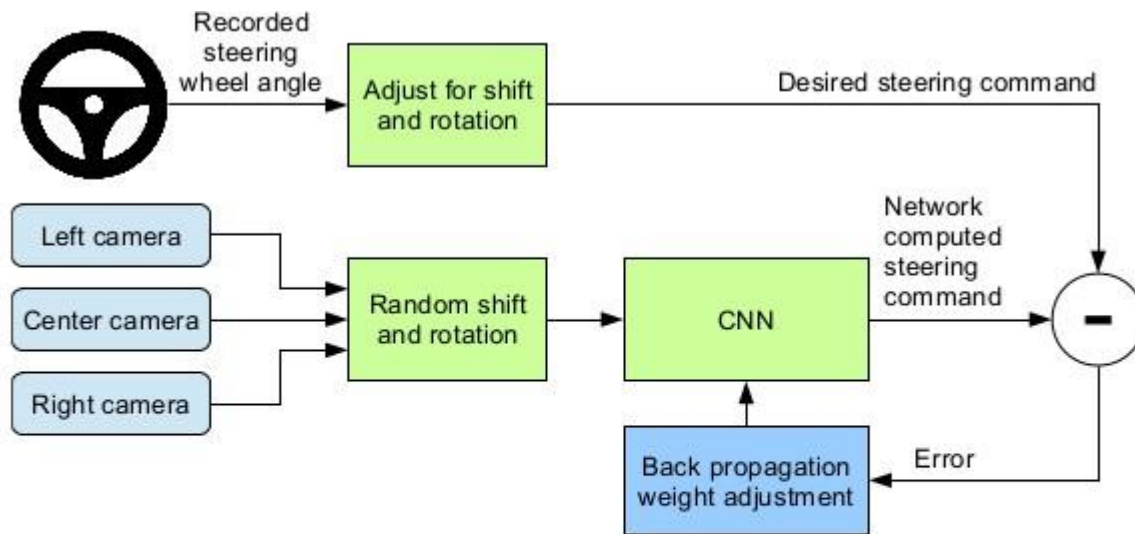 Recorded
steering
wheel angle
Adjust for shift
and rotation
Desired steering command
Left camera
Center camera
Right camera
Random shift
and rotation
CNN
Network
computed
steering
command
-
Back propagation
weight adjustment
Error